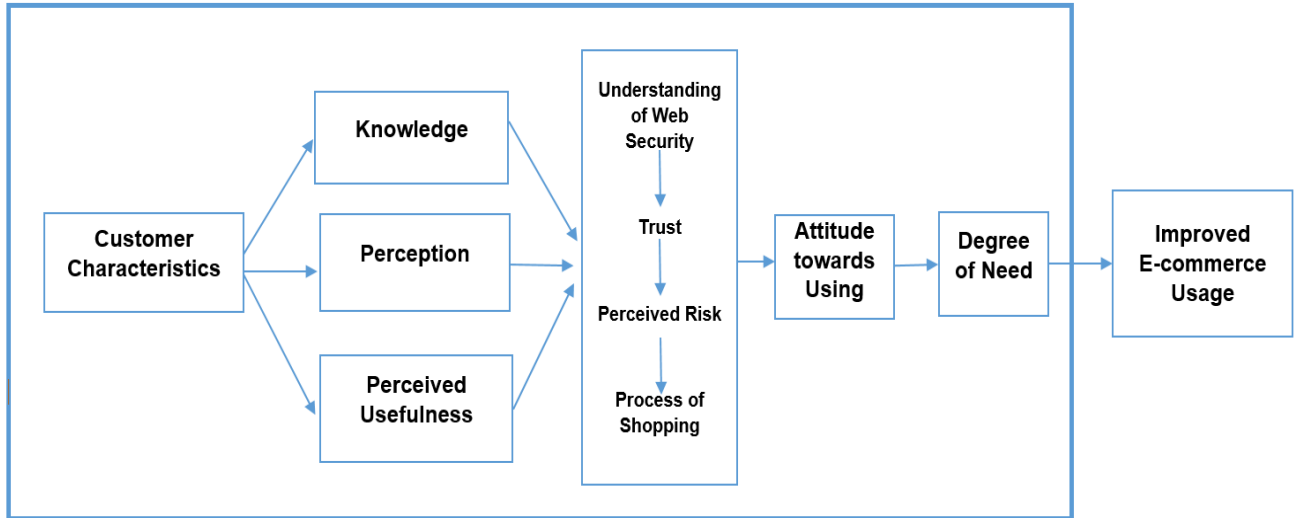 Customer
Characteristics
Knowledge
Perception
Perceived
Usefulness
Understanding
of Web
Security
Trust
Perceived Risk
Process of
Shopping
Attitude
towards
Using
Degree
of Need
Improved
E-commerce
Usage